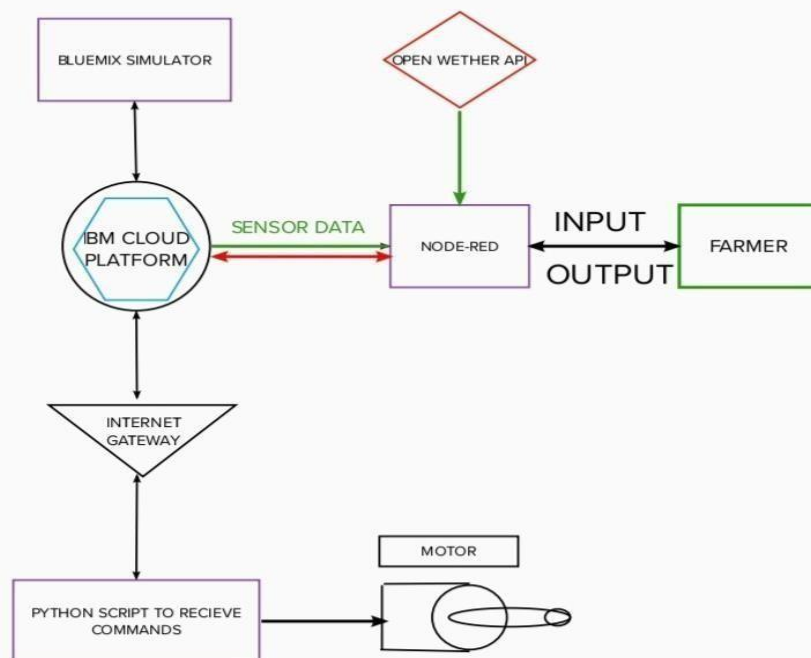 BLUEMIX SIMULATOR
OPEN WETHER API
IBM CLOUD
PLATFORM
SENSOR DATA
NODE-RED
INPUT
OUTPUT
FARMER
INTERNET
GATEWAY
MOTOR
PYTHON SCRIPT TO RECIEVE
COMMANDS